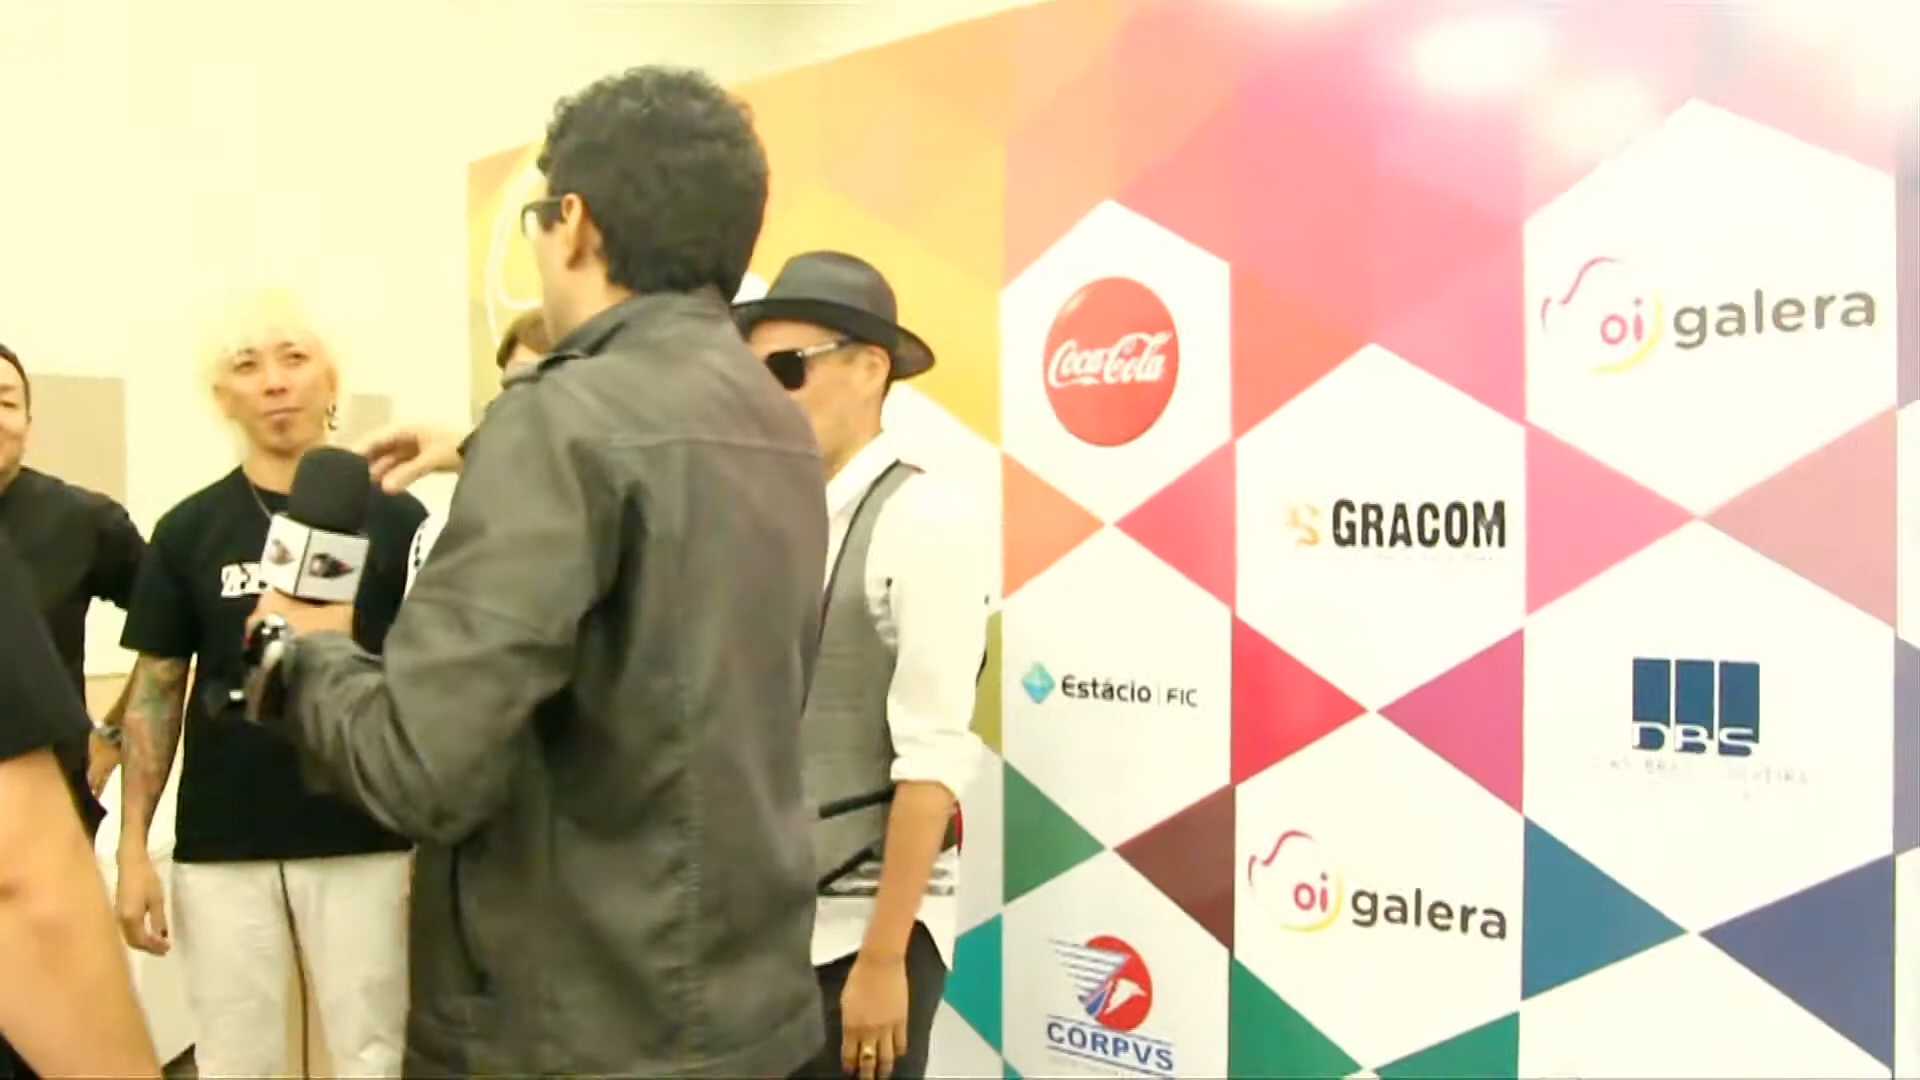 Coca-Cola
oi galera
GRACOM
Estácio | FIC
DBS
oi galera
CORPVS